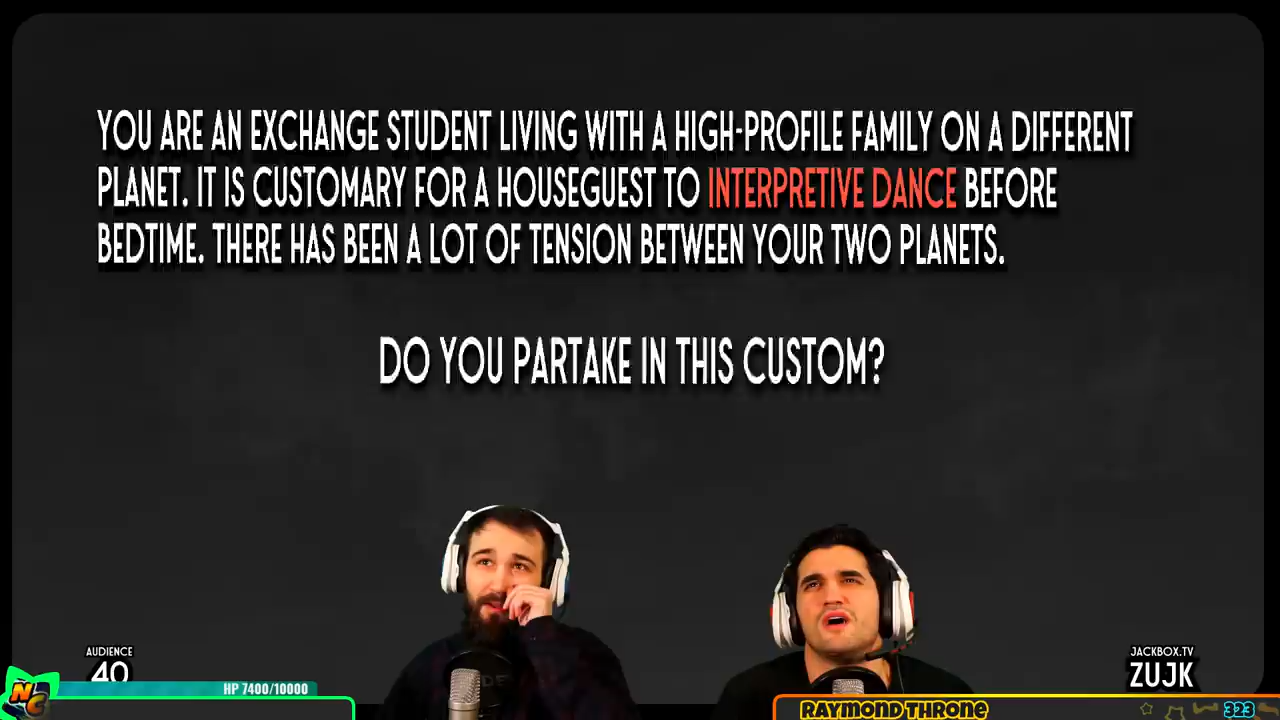 YOU ARE AN EXCHANGE STUDENT LIVING WITH A HIGH-PROFILE FAMILY ON A DIFFERENT
PLANET. IT IS CUSTOMARY FOR A HOUSEGUEST TO INTERPRETIVE DANCE BEFORE
BEDTIME. THERE HAS BEEN A LOT OF TENSION BETWEEN YOUR TWO PLANETS.
DO YOU PARTAKE IN THIS CUSTOM?
AUDIENCE
40
JACKBOX.TV
ZUJK
NC
HP 7400/10000
RAYMOND THRONE
323